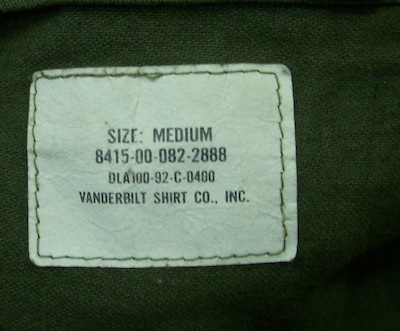 SIZE: MEDIUM
8415-00-082-2888
DLA100-92-C-0400
VANDERBILT SHIRT CO., INC.